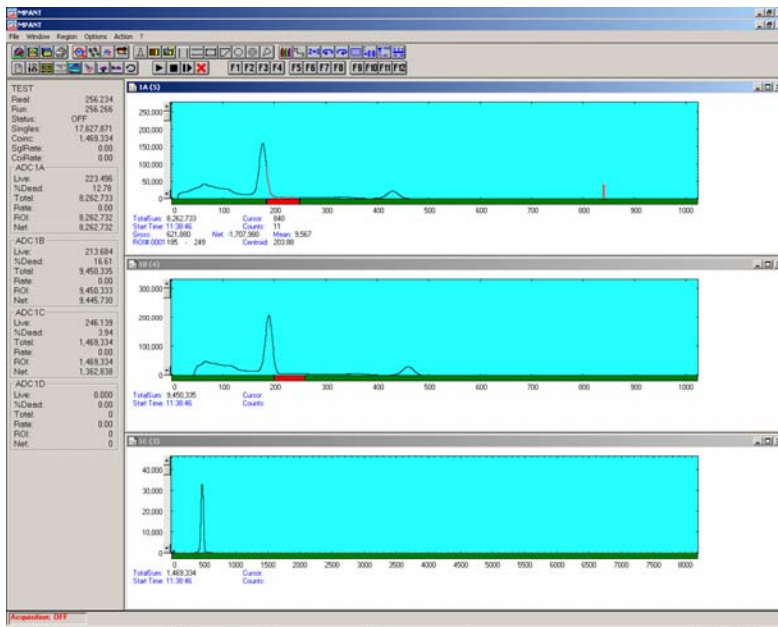 MPANT
MPANT
File Window Region Options Action ?
F1 F2 F3 F4 F5 F6 F7 F8 F9 F10 F11 F12
TEST
Real: 256.234
Run: 256.266
Status: OFF
Singles: 17,627,871
Coinc: 1,469,334
SglRate: 0.00
CoiRate: 0.00
ADC1A
Live: 223.496
%Dead: 12.78
Total: 8,262,733
Rate: 0.00
ROI: 8,262,732
Net: 8,262,732
ADC1B
Live: 213.684
%Dead: 16.61
Total: 9,450,335
Rate: 0.00
ROI: 9,450,333
Net: 9,445,730
ADC1C
Live: 246.139
%Dead: 3.94
Total: 1,469,334
Rate: 0.00
ROI: 1,469,334
Net: 1,362,838
ADC1D
Live: 0.000
%Dead: 0.00
Total: 0
Rate: 0.00
ROI: 0
Net: 0
1A (5)
250,000
200,000
150,000
100,000
50,000
0
0 100 200 300 400 500 600 700 800 900 1000
TotalSum: 8,262,733 Cursor: 840
Start Time: 11:38:46 Counts: 11
Gross: 621,880 Net: -1,707,980 Mean: 9,567
ROI#:0001 185 - 249 Centroid: 203.88
1B (4)
300,000
200,000
100,000
0
0 100 200 300 400 500 600 700 800 900 1000
TotalSum: 9,450,335 Cursor:
Start Time: 11:38:46 Counts:
1C (3)
40,000
30,000
20,000
10,000
0
0 500 1000 1500 2000 2500 3000 3500 4000 4500 5000 5500 6000 6500 7000 7500 8000
TotalSum: 1,469,334 Cursor:
Start Time: 11:38:46 Counts:
Acquisition: OFF